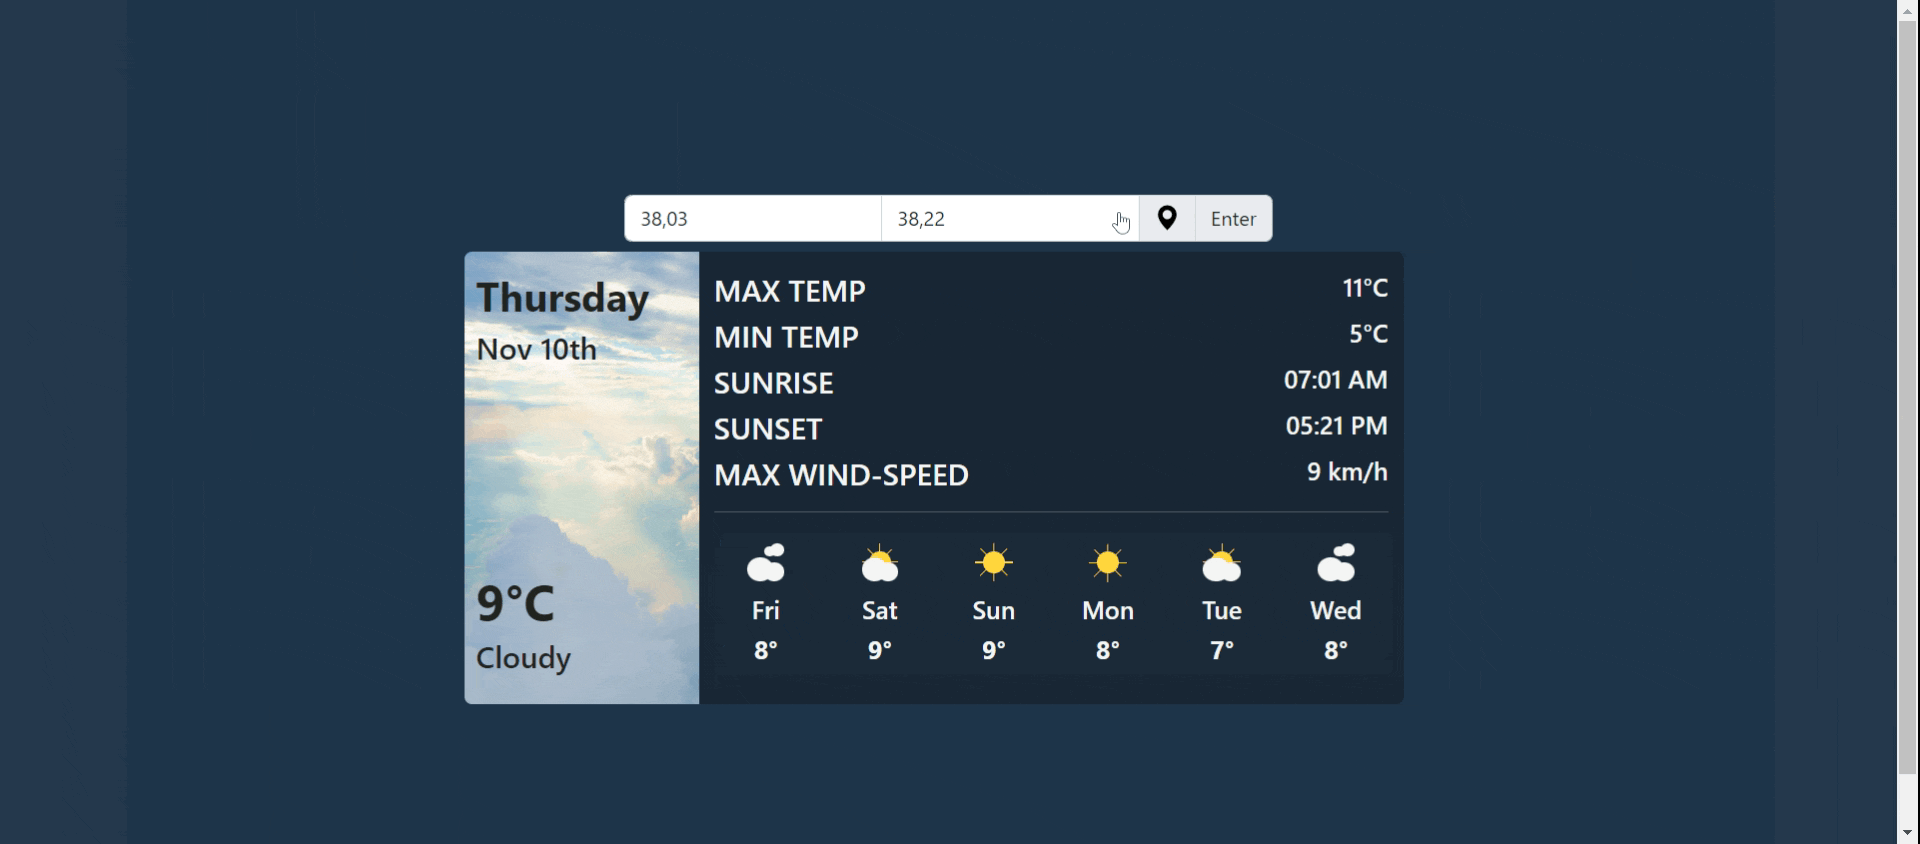 38,03 38,22 Enter
Thursday
Nov 10th
9°C
Cloudy
MAX TEMP 11°C
MIN TEMP 5°C
SUNRISE 07:01 AM
SUNSET 05:21 PM
MAX WIND-SPEED 9 km/h
Fri Sat Sun Mon Tue Wed
8° 9° 9° 8° 7° 8°